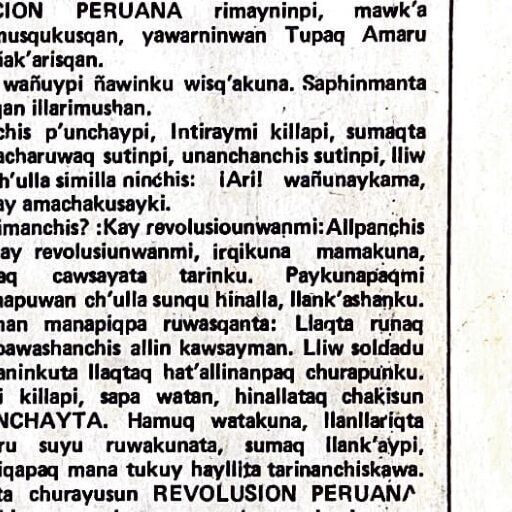 CION PERUANA rimayninpi, mawk'a
musqukusqan, yawarninwan Tupaq Amaru
ñak'arisqan.
wañuypi ñawinku wisq'akuna. Saphinmanta
qan illarimushan.
chis p'unchaypi, Intiraymi killapi, sumaqta
acharuwaq sutinpi, unanchanchis sutinpi, lliw
h'ulla similla ninchis: ¡Ari! wañunaykama,
ay amachakusayki.
imanchis? :Kay revolusiounwanmi: Allpanchis
ay revolusiunwanmi, irqikuna mamakuna,
aq cawsayata tarinku. Paykunapaqmi
napuwan ch'ulla sunqu hinalla, llank'ashanku.
nan manapiqpa ruwasqanta: Llaqta runaq
pawashanchis allin kawsayman. Lliw soldadu
aninkuta llaqtaq hat'allinanpaq churapunku.
i killapi, sapa watan, hinallataq chakisun
NCHAYTA. Hamuq watakuna, llanllariqta
ru suyu ruwakunata, sumaq llank'aypi,
iqapaq mana tukuy hayllita tarinanchiskawa.
ta churayusun REVOLUSION PERUANA